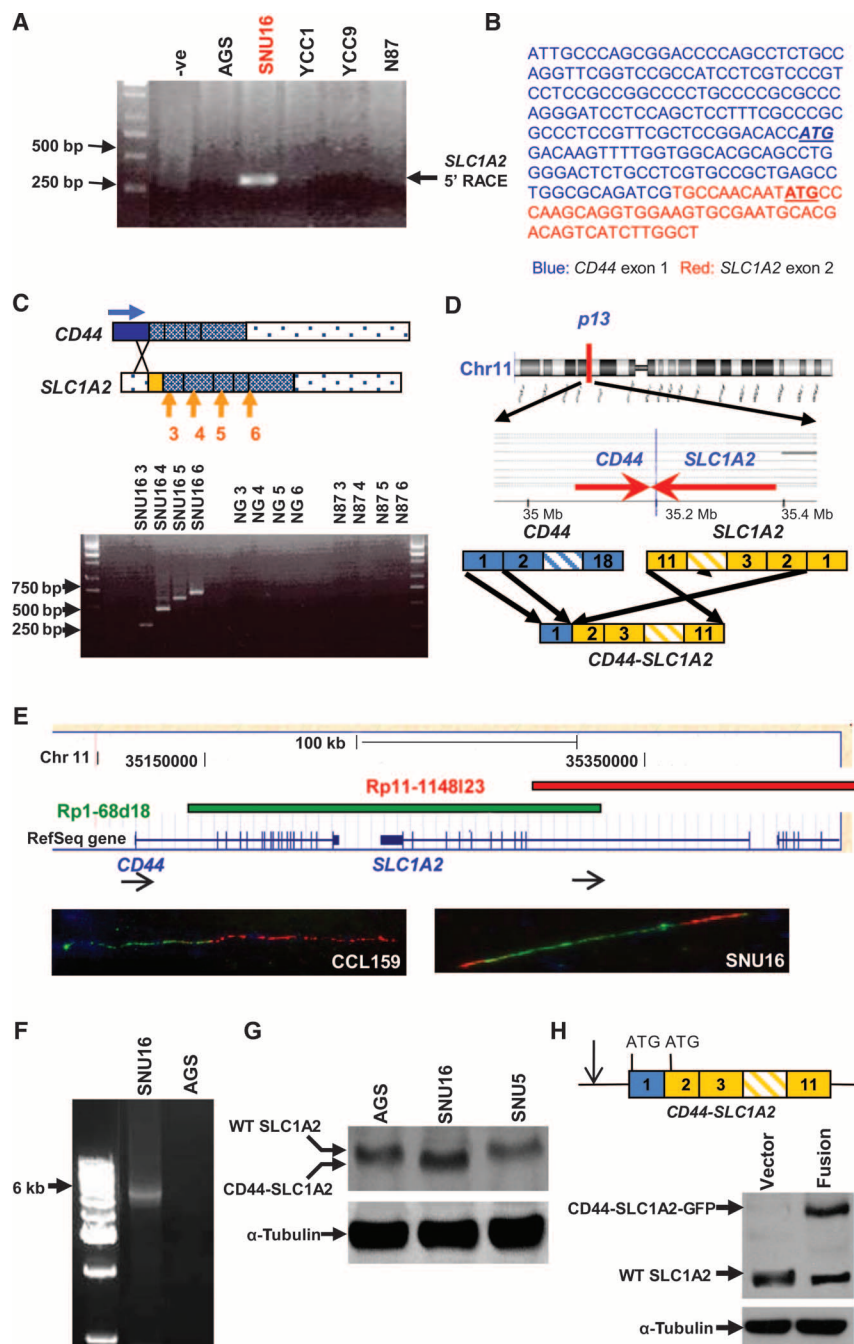 A
-ve
AGS
SNU16
YCC1
YCC9
N87
500 bp
250 bp
SLC1A2
5' RACE
B
ATTGCCCAGCGGACCCCAGCCTCTGCC
AGGTTCGGTCCGCCATCCTCGTCCCGT
CCTCCGCCGGCCCCTGCCCCGCGCCC
AGGGATCCTCCAGCTCCTTTCGCCCGC
GCCCTCCGTTCGCTCCGGACACCATG
GACAAGTTTTGGTGGCACGCAGCCTG
GGGACTCTGCCTCGTGCCGCTGAGCC
TGGCGCAGATCGTGCCAACAATATGCC
CAAGCAGGTGGAAGTGCGAATGCACG
ACAGTCATCTTGGCT
Blue: CD44 exon 1 Red: SLC1A2 exon 2
C
CD44
SLC1A2
3 4 5 6
SNU16 3
SNU16 4
SNU16 5
SNU16 6
NG 3
NG 4
NG 5
NG 6
N87 3
N87 4
N87 5
N87 6
750 bp
500 bp
250 bp
D
p13
Chr11
CD44 SLC1A2
35 Mb 35.2 Mb 35.4 Mb
CD44 SLC1A2
1 2 18 11 3 2 1
1 2 3 11
CD44-SLC1A2
E
100 kb
Chr 11 35150000 35350000
Rp11-1148I23
Rp1-68d18
RefSeq gene
CD44 SLC1A2
CCL159
SNU16
F
SNU16
AGS
6 kb
G
AGS
SNU16
SNU5
WT SLC1A2
CD44-SLC1A2
α-Tubulin
H
ATG ATG
1 2 3 11
CD44-SLC1A2
Vector
Fusion
CD44-SLC1A2-GFP
WT SLC1A2
α-Tubulin